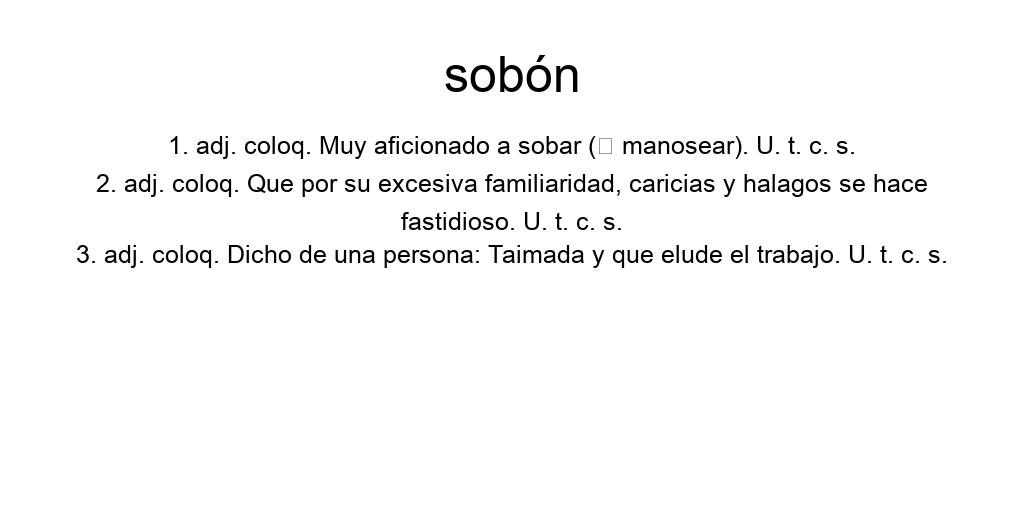 sobón
1. adj. coloq. Muy aficionado a sobar (□ manosear). U. t. c. s.
2. adj. coloq. Que por su excesiva familiaridad, caricias y halagos se hace
fastidioso. U. t. c. s.
3. adj. coloq. Dicho de una persona: Taimada y que elude el trabajo. U. t. c. s.